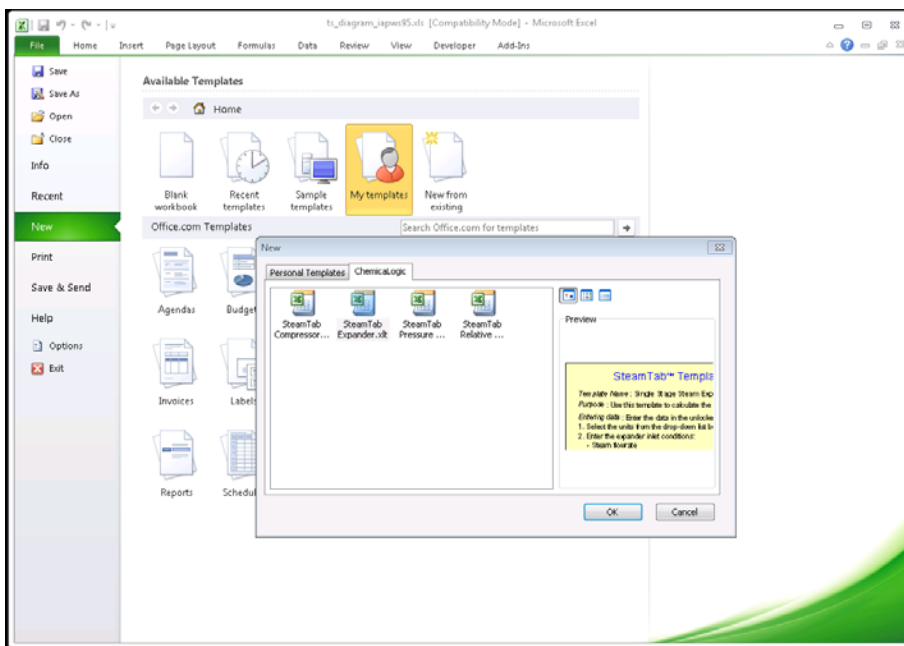 ts_diagram_iapws95.xls [Compatibility Mode] - Microsoft Excel
File Home Insert Page Layout Formulas Data Review View Developer Add-Ins
Save
Save As
Open
Close
Info
Recent
New
Print
Save & Send
Help
Options
Exit
Available Templates
Home
Blank workbook
Recent templates
Sample templates
My templates
New from existing
Office.com Templates
Search Office.com for templates
Agendas
Budget
Invoices
Labels
Reports
Schedul
New
Personal Templates ChemicaLogic
SteamTab Compressor...
SteamTab Expander.xlt
SteamTab Pressure ...
SteamTab Relative ...
Preview
SteamTab™ Templa
Template Name : Single Stage Steam Exp
Purpose : Use this template to calculate the
Entering data : Enter the data in the unlocke
1. Select the units from the drop-down list b
2. Enter the expander inlet conditions:
- Steam flowrate
OK Cancel